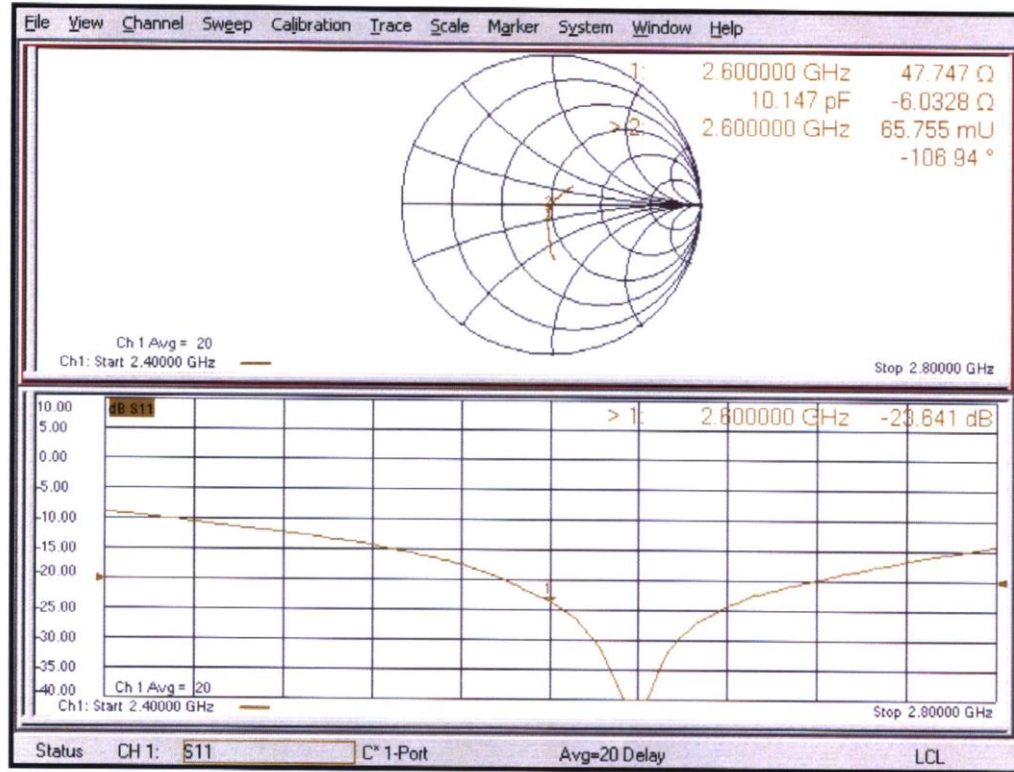 File View Channel Sweep Calibration Trace Scale Marker System Window Help
1: 2.600000 GHz 47.747 Ω
10.147 pF -6.0328 Ω
> 2: 2.600000 GHz 65.755 mU
-106.94 °
Ch 1 Avg = 20
Ch1: Start 2.40000 GHz Stop 2.80000 GHz
10.00 dB S11 > 1: 2.600000 GHz -23.641 dB
5.00
0.00
-5.00
-10.00
-15.00
-20.00
-25.00 1
-30.00
-35.00
-40.00 Ch 1 Avg = 20
Ch1: Start 2.40000 GHz Stop 2.80000 GHz
Status CH 1: S11 C* 1-Port Avg=20 Delay LCL